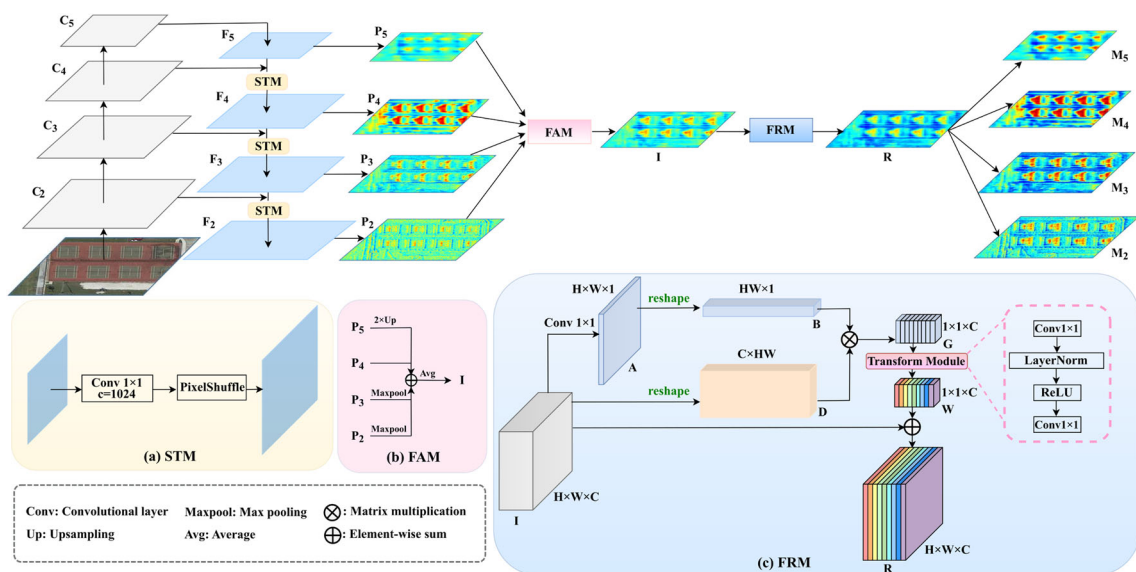 C5
F5
P5
M5
C4
STM
F4
P4
M4
C3
STM
FAM
I
FRM
R
F3
P3
M3
C2
STM
F2
P2
M2
Conv 1×1
c=1024
PixelShuffle
(a) STM
P5
2×Up
P4
Avg
I
P3
Maxpool
P2
Maxpool
(b) FAM
H×W×1
Conv 1×1
A
reshape
HW×1
B
C×HW
reshape
D
1×1×C
G
Transform Module
1×1×C
W
Conv1×1
LayerNorm
ReLU
Conv1×1
H×W×C
I
H×W×C
R
(c) FRM
Conv: Convolutional layer
Maxpool: Max pooling
⊗: Matrix multiplication
Up: Upsampling
Avg: Average
⊕: Element-wise sum